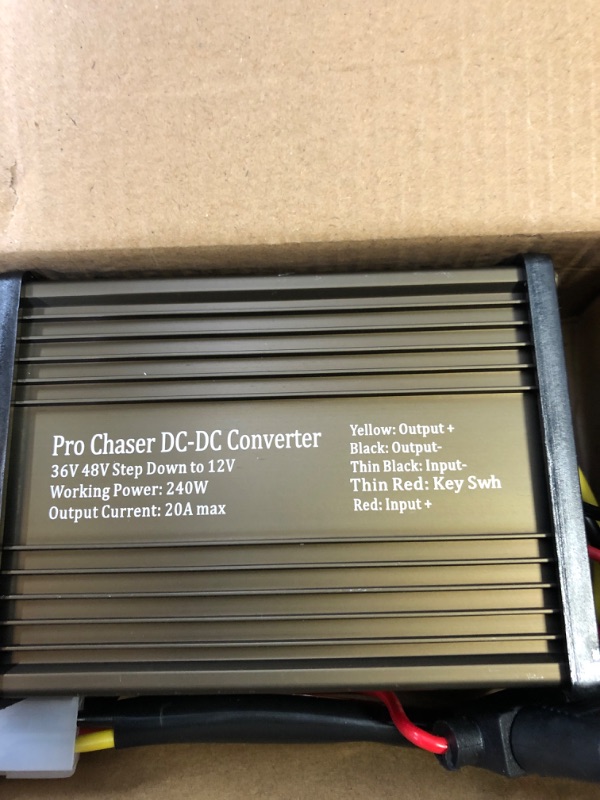 Pro Chaser DC-DC Converter
36V 48V Step Down to 12V
Working Power: 240W
Output Current: 20A max
Yellow: Output +
Black: Output-
Thin Black: Input-
Thin Red: Key Swh
Red: Input +